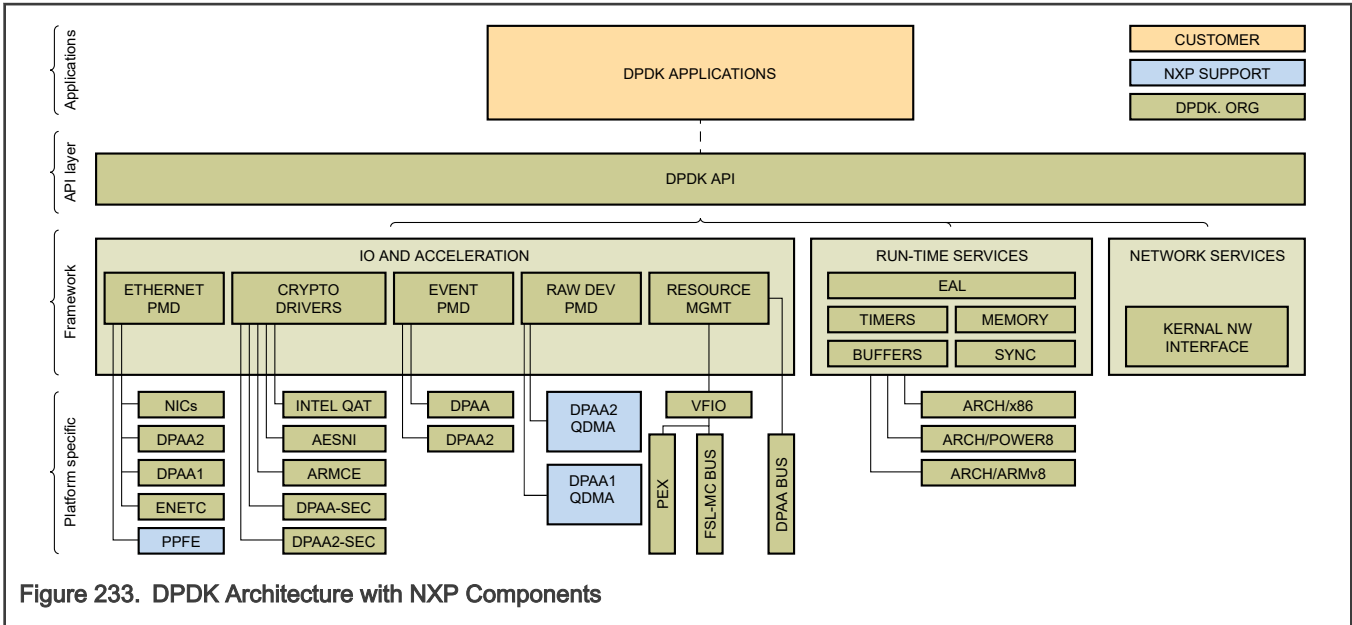 Applications
DPDK APPLICATIONS
CUSTOMER
NXP SUPPORT
DPDK. ORG
API layer
DPDK API
Framework
IO AND ACCELERATION
ETHERNET
PMD
CRYPTO
DRIVERS
EVENT
PMD
RAW DEV
PMD
RESOURCE
MGMT
RUN-TIME SERVICES
EAL
TIMERS
MEMORY
BUFFERS
SYNC
NETWORK SERVICES
KERNAL NW
INTERFACE
Platform specific
NICs
DPAA2
DPAA1
ENETC
PPFE
INTEL QAT
AESNI
ARMCE
DPAA-SEC
DPAA2-SEC
DPAA
DPAA2
DPAA2
QDMA
DPAA1
QDMA
VFIO
PEX
FSL-MC BUS
DPAA BUS
ARCH/x86
ARCH/POWER8
ARCH/ARMv8
Figure 233. DPDK Architecture with NXP Components